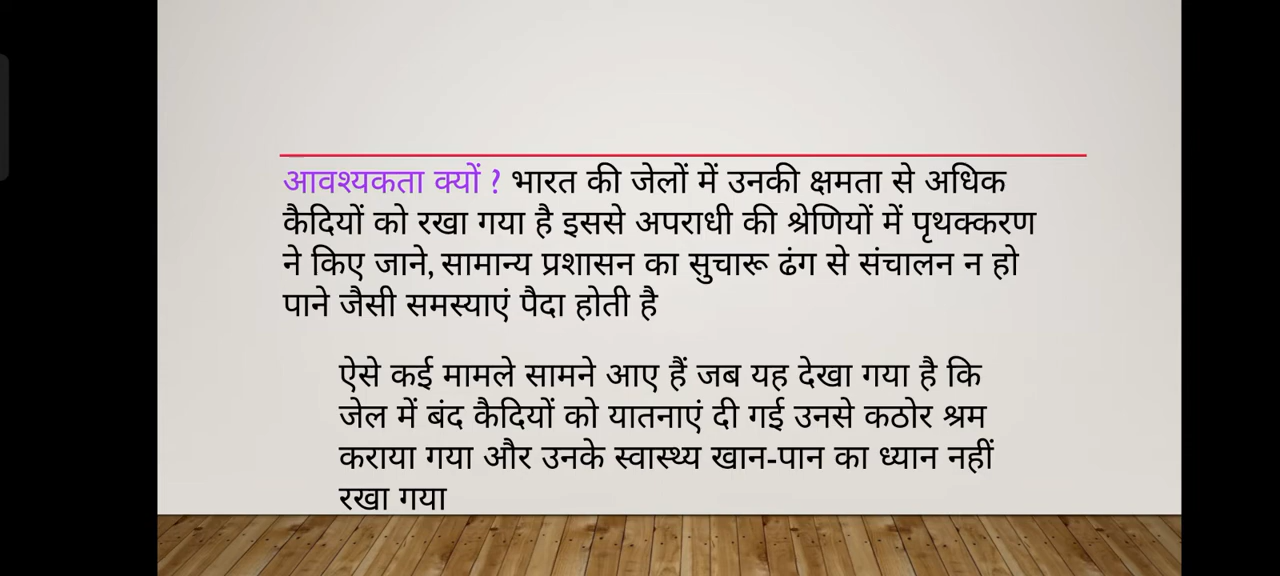 आवश्यकता क्यों ? भारत की जेलों में उनकी क्षमता से अधिक
कैदियों को रखा गया है इससे अपराधी की श्रेणियों में पृथक्करण
ने किए जाने, सामान्य प्रशासन का सुचारू ढंग से संचालन न हो
पाने जैसी समस्याएं पैदा होती है
ऐसे कई मामले सामने आए हैं जब यह देखा गया है कि
जेल में बंद कैदियों को यातनाएं दी गई उनसे कठोर श्रम
कराया गया और उनके स्वास्थ्य खान-पान का ध्यान नहीं
रखा गया